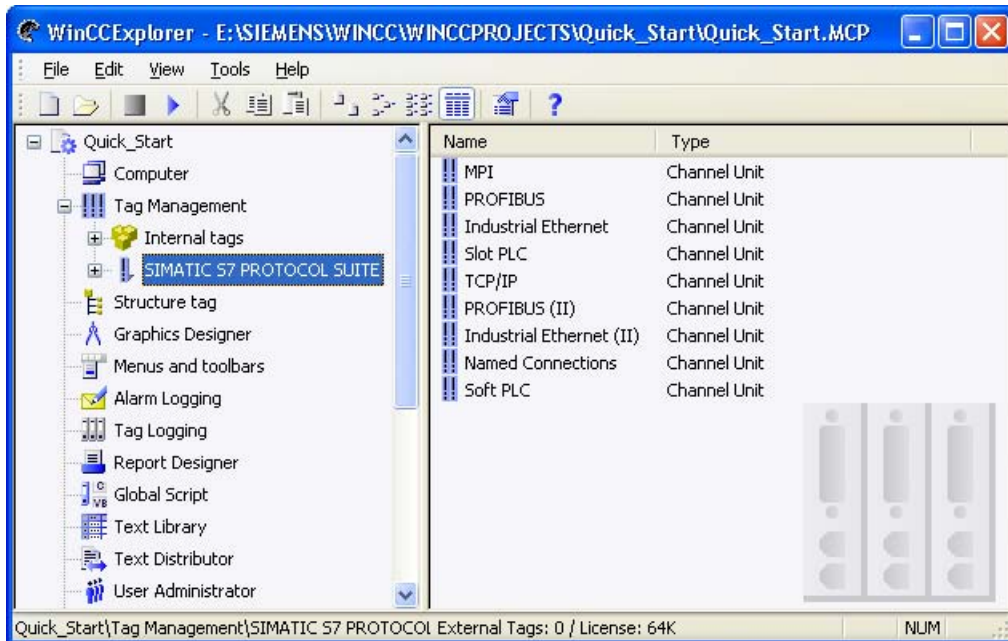 WinCCExplorer - E:\SIEMENS\WINCC\WINCCPROJECTS\Quick_Start\Quick_Start.MCP
File Edit View Tools Help
Quick_Start
Computer
Tag Management
Internal tags
SIMATIC S7 PROTOCOL SUITE
Structure tag
Graphics Designer
Menus and toolbars
Alarm Logging
Tag Logging
Report Designer
Global Script
Text Library
Text Distributor
User Administrator
Name Type
MPI Channel Unit
PROFIBUS Channel Unit
Industrial Ethernet Channel Unit
Slot PLC Channel Unit
TCP/IP Channel Unit
PROFIBUS (II) Channel Unit
Industrial Ethernet (II) Channel Unit
Named Connections Channel Unit
Soft PLC Channel Unit
Quick_Start\Tag Management\SIMATIC S7 PROTOCOL External Tags: 0 / License: 64K NUM